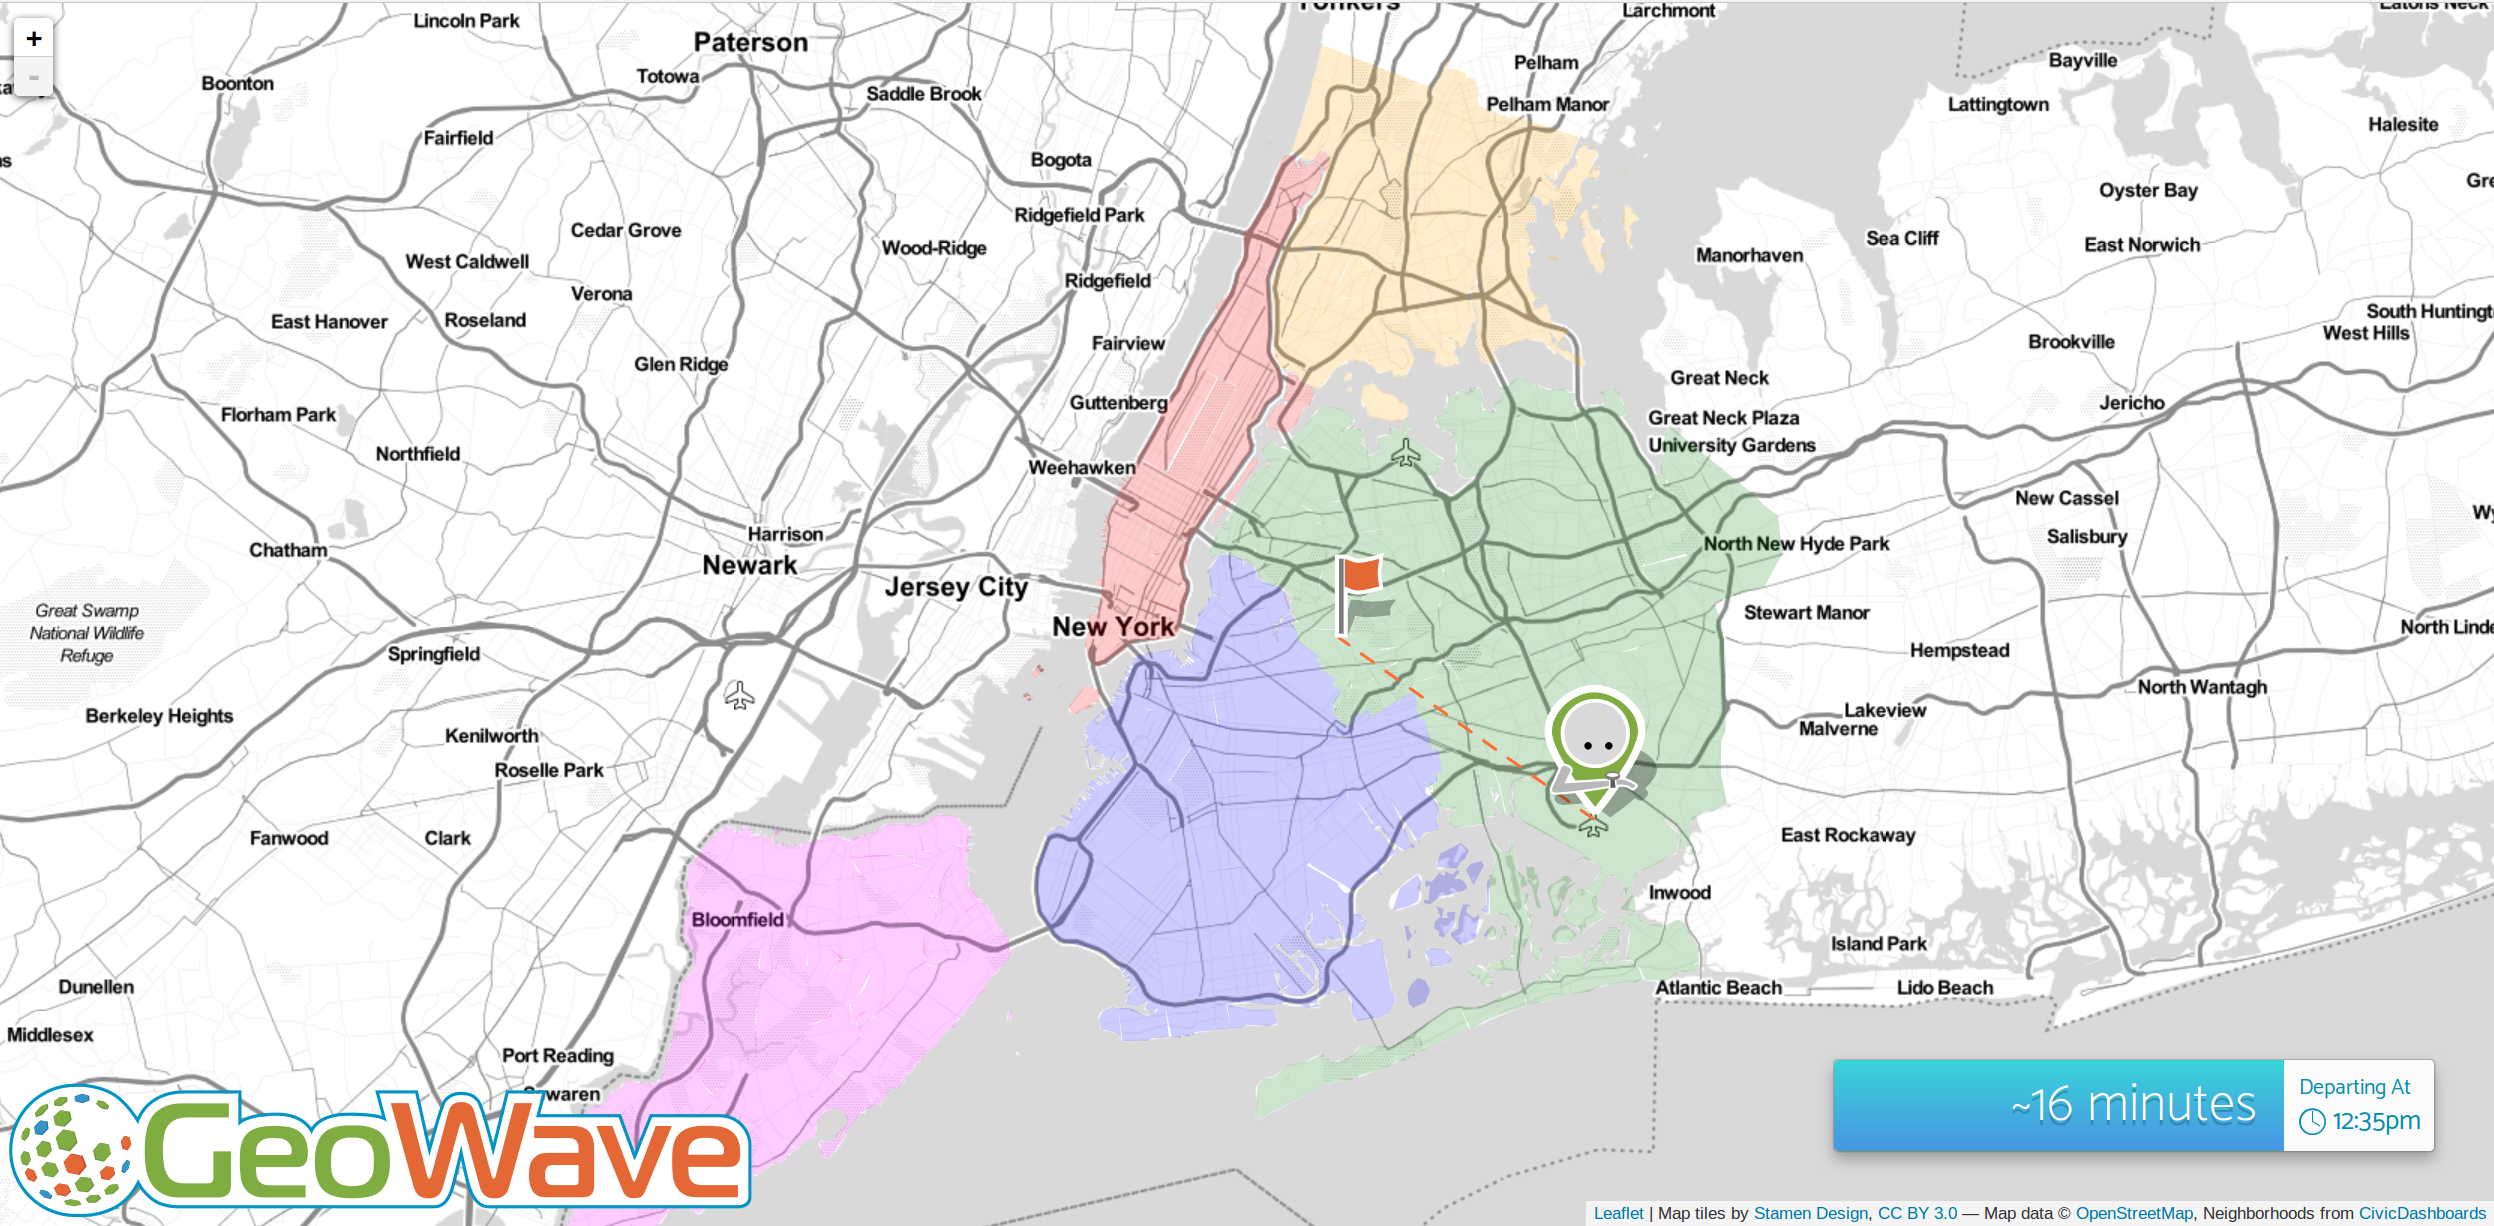 Yonkers
Lincoln Park
Larchmont
Eatons Neck
Paterson
Pelham
Bayville
+
Totowa
Boonton
-
Saddle Brook
Pelham Manor
Lattingtown
Halesite
Fairfield
Bogota
Oyster Bay
Ridgefield Park
Cedar Grove
Wood-Ridge
Sea Cliff
East Norwich
Manorhaven
West Caldwell
Ridgefield
Verona
East Hanover
Roseland
South Huntingt
West Hills
Fairview
Brookville
Glen Ridge
Great Neck
Guttenberg
Jericho
Florham Park
Great Neck Plaza
University Gardens
Northfield
Weehawken
New Cassel
Harrison
Salisbury
Chatham
North New Hyde Park
Newark
Jersey City
Great Swamp
National Wildlife
Refuge
Stewart Manor
New York
North Linde
Springfield
Hempstead
North Wantagh
Berkeley Heights
Lakeview
Malverne
Kenilworth
Roselle Park
Fanwood
Clark
East Rockaway
Inwood
Bloomfield
Island Park
Dunellen
Atlantic Beach
Lido Beach
Middlesex
Port Reading
Sewaren
GeoWave
~16 minutes
Departing At
12:35pm
Leaflet | Map tiles by Stamen Design, CC BY 3.0 — Map data © OpenStreetMap, Neighborhoods from CivicDashboards